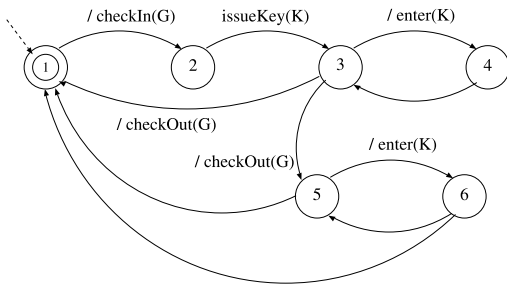 / checkIn(G)
issueKey(K)
/ enter(K)
1
2
3
4
/ checkOut(G)
/ checkOut(G)
/ enter(K)
5
6